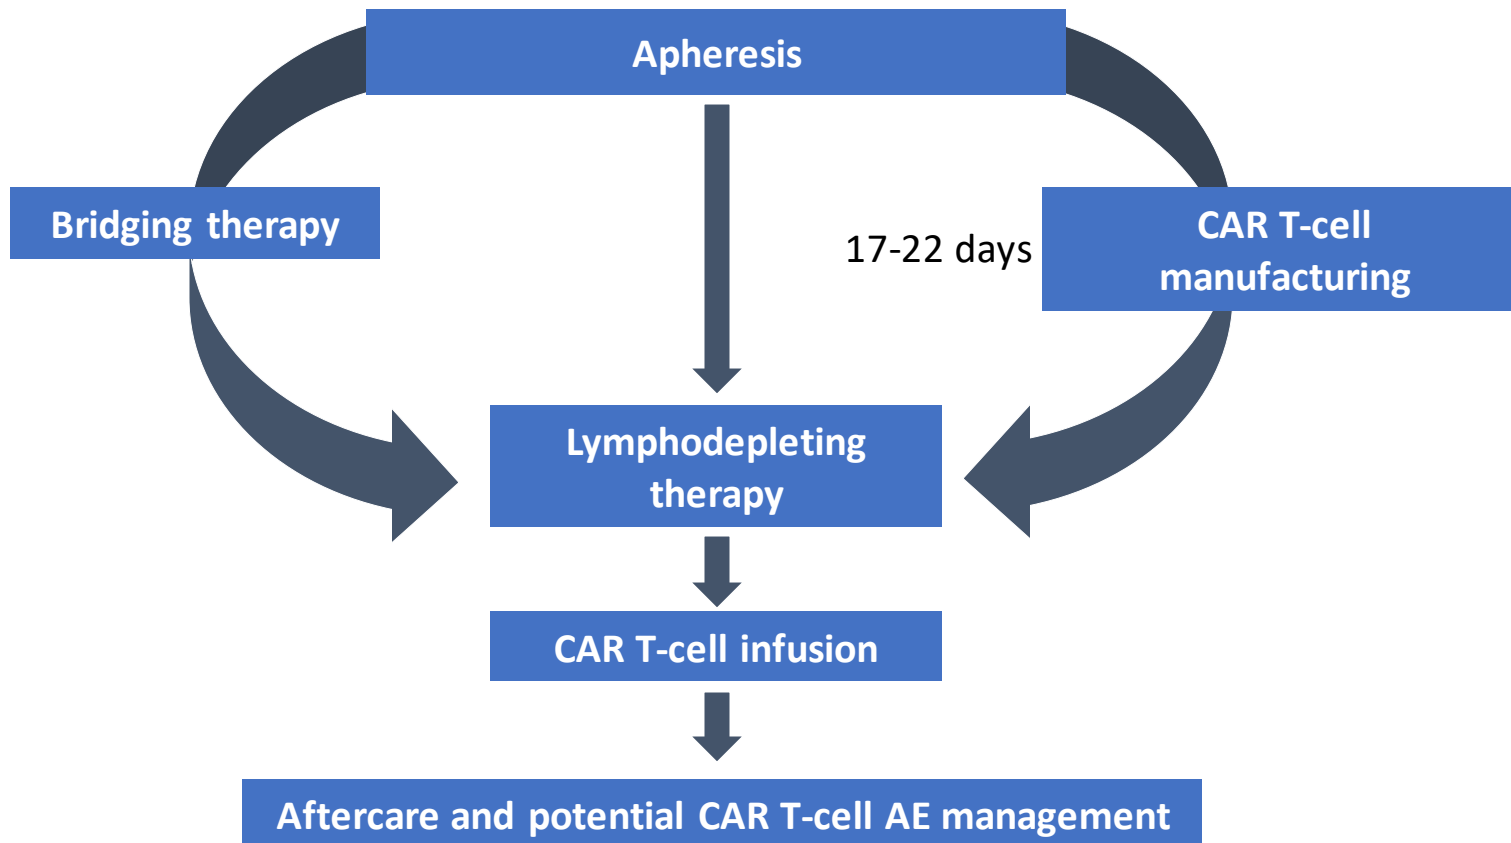 Apheresis
Bridging therapy
17-22 days
CAR T-cell
manufacturing
Lymphodepleting
therapy
CAR T-cell infusion
Aftercare and potential CAR T-cell AE management